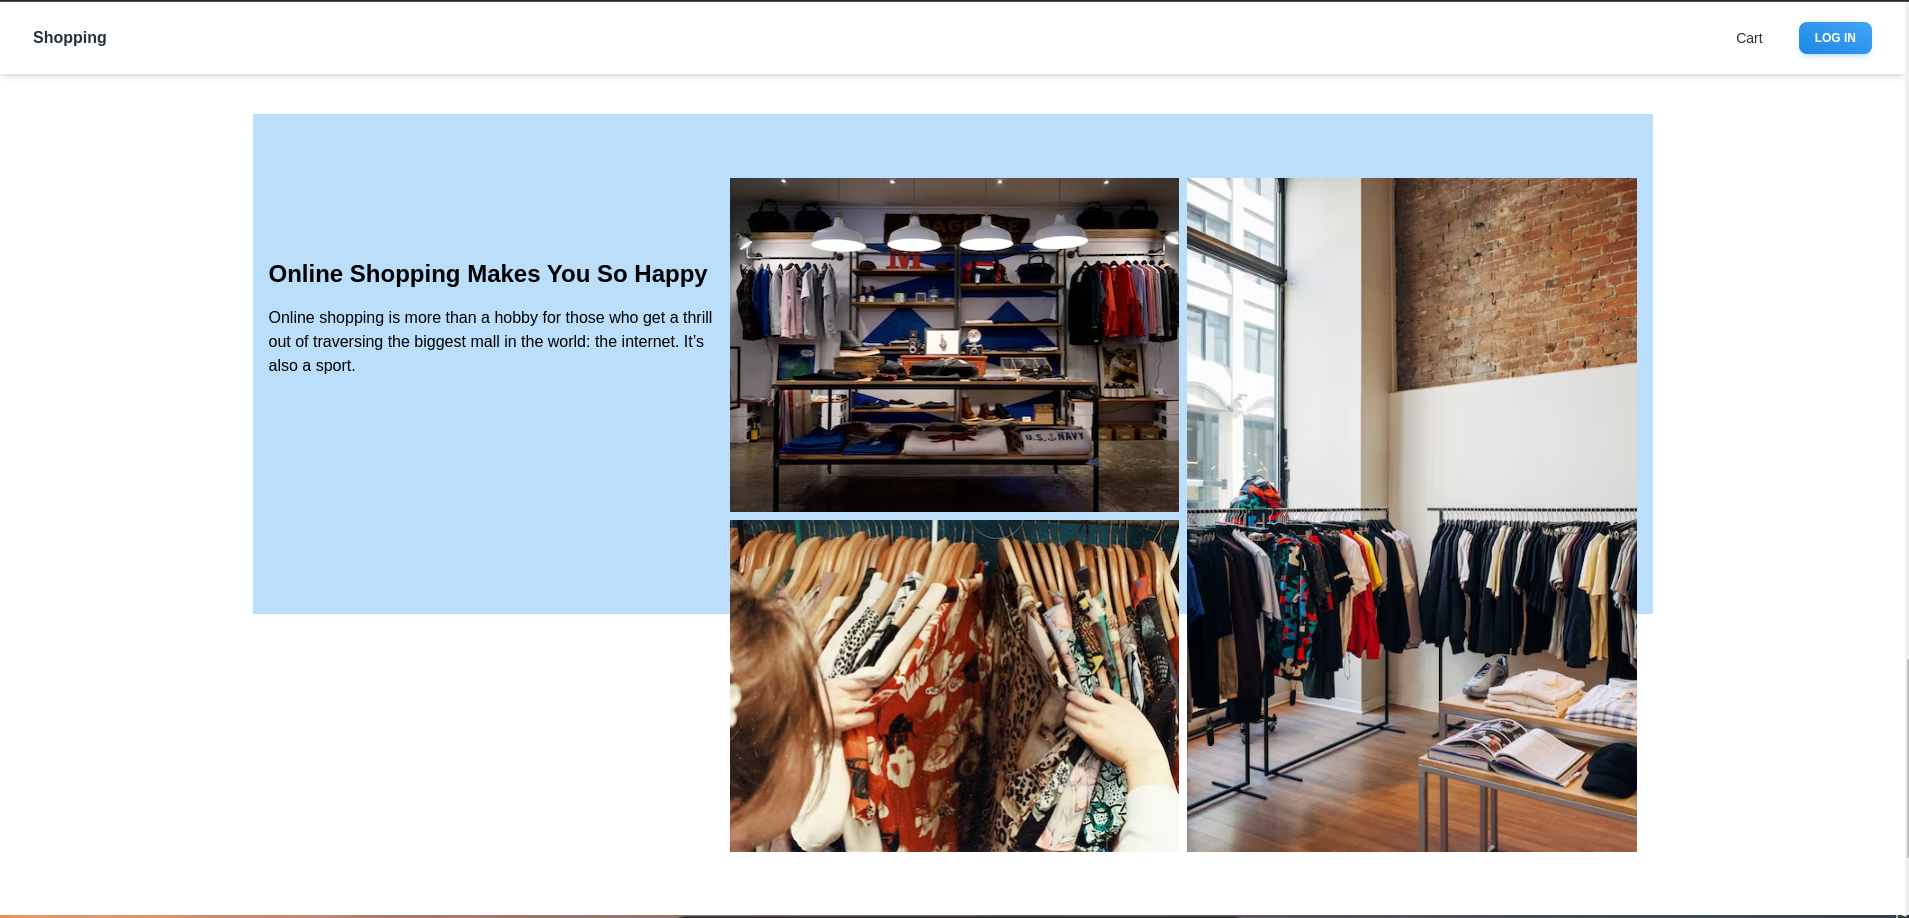 Shopping
Cart
LOG IN
Online Shopping Makes You So Happy
Online shopping is more than a hobby for those who get a thrill
out of traversing the biggest mall in the world: the internet. It’s
also a sport.
M
U.S. NAVY